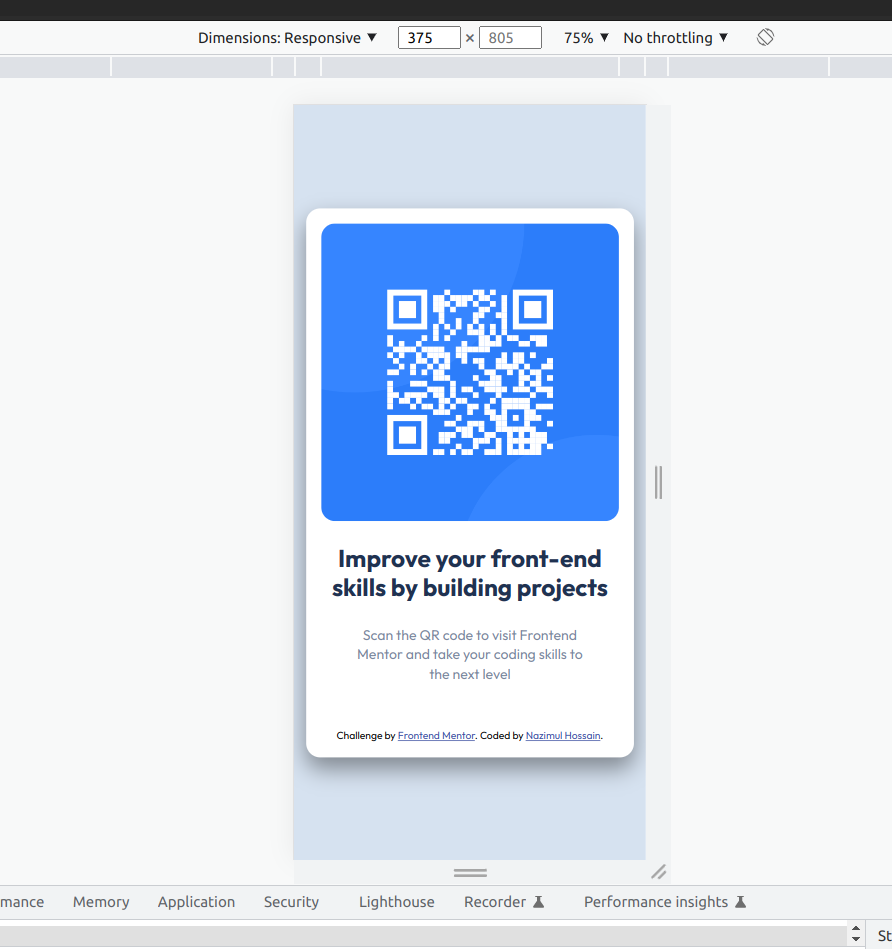 Dimensions: Responsive ▼ 375 × 805 75% ▼ No throttling ▼
Improve your front-end
skills by building projects
Scan the QR code to visit Frontend
Mentor and take your coding skills to
the next level
Challenge by Frontend Mentor. Coded by Nazimul Hossain.
mance Memory Application Security Lighthouse Recorder Performance insights
St